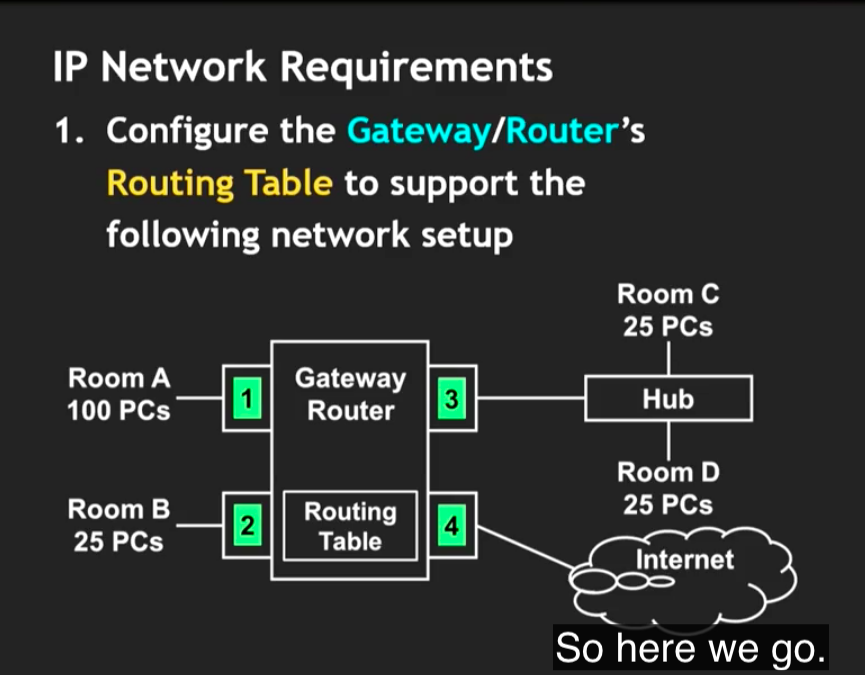 IP Network Requirements
1. Configure the Gateway/Router's
Routing Table to support the
following network setup
Room C
25 PCs
Room A
100 PCs
1
Gateway
Router
3
Hub
Room D
25 PCs
Room B
25 PCs
2
Routing
Table
4
Internet
So here we go.